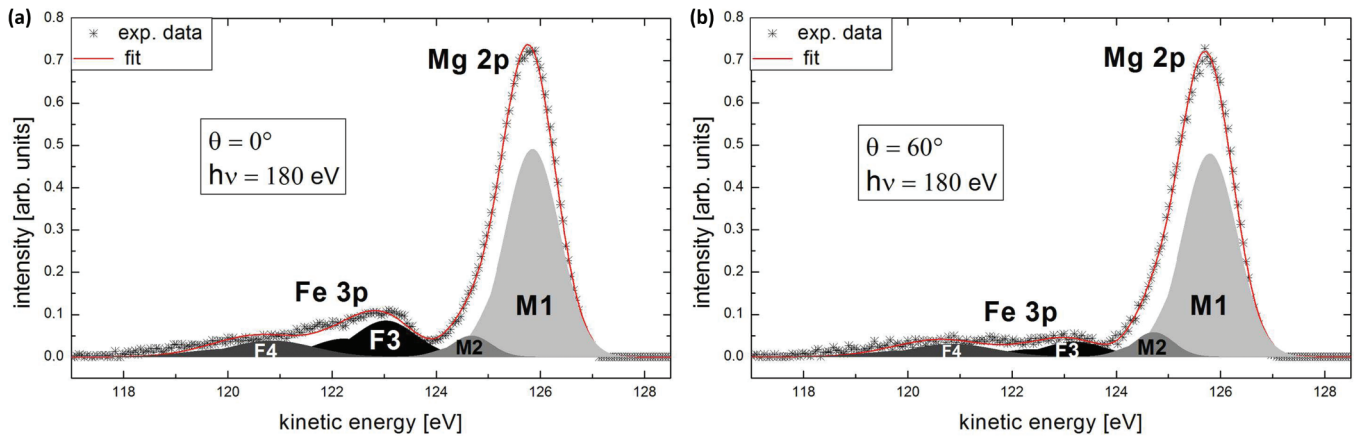 (a)
0.8
0.7
0.6
0.5
0.4
0.3
0.2
0.1
0.0
intensity [arb. units]
exp. data
fit
Mg 2p
θ = 0°
hν = 180 eV
Fe 3p
F4
F3
M2
M1
118
120
122
124
126
128
kinetic energy [eV]
(b)
0.8
0.7
0.6
0.5
0.4
0.3
0.2
0.1
0.0
intensity [arb. units]
exp. data
fit
Mg 2p
θ = 60°
hν = 180 eV
Fe 3p
F4
F3
M2
M1
118
120
122
124
126
128
kinetic energy [eV]